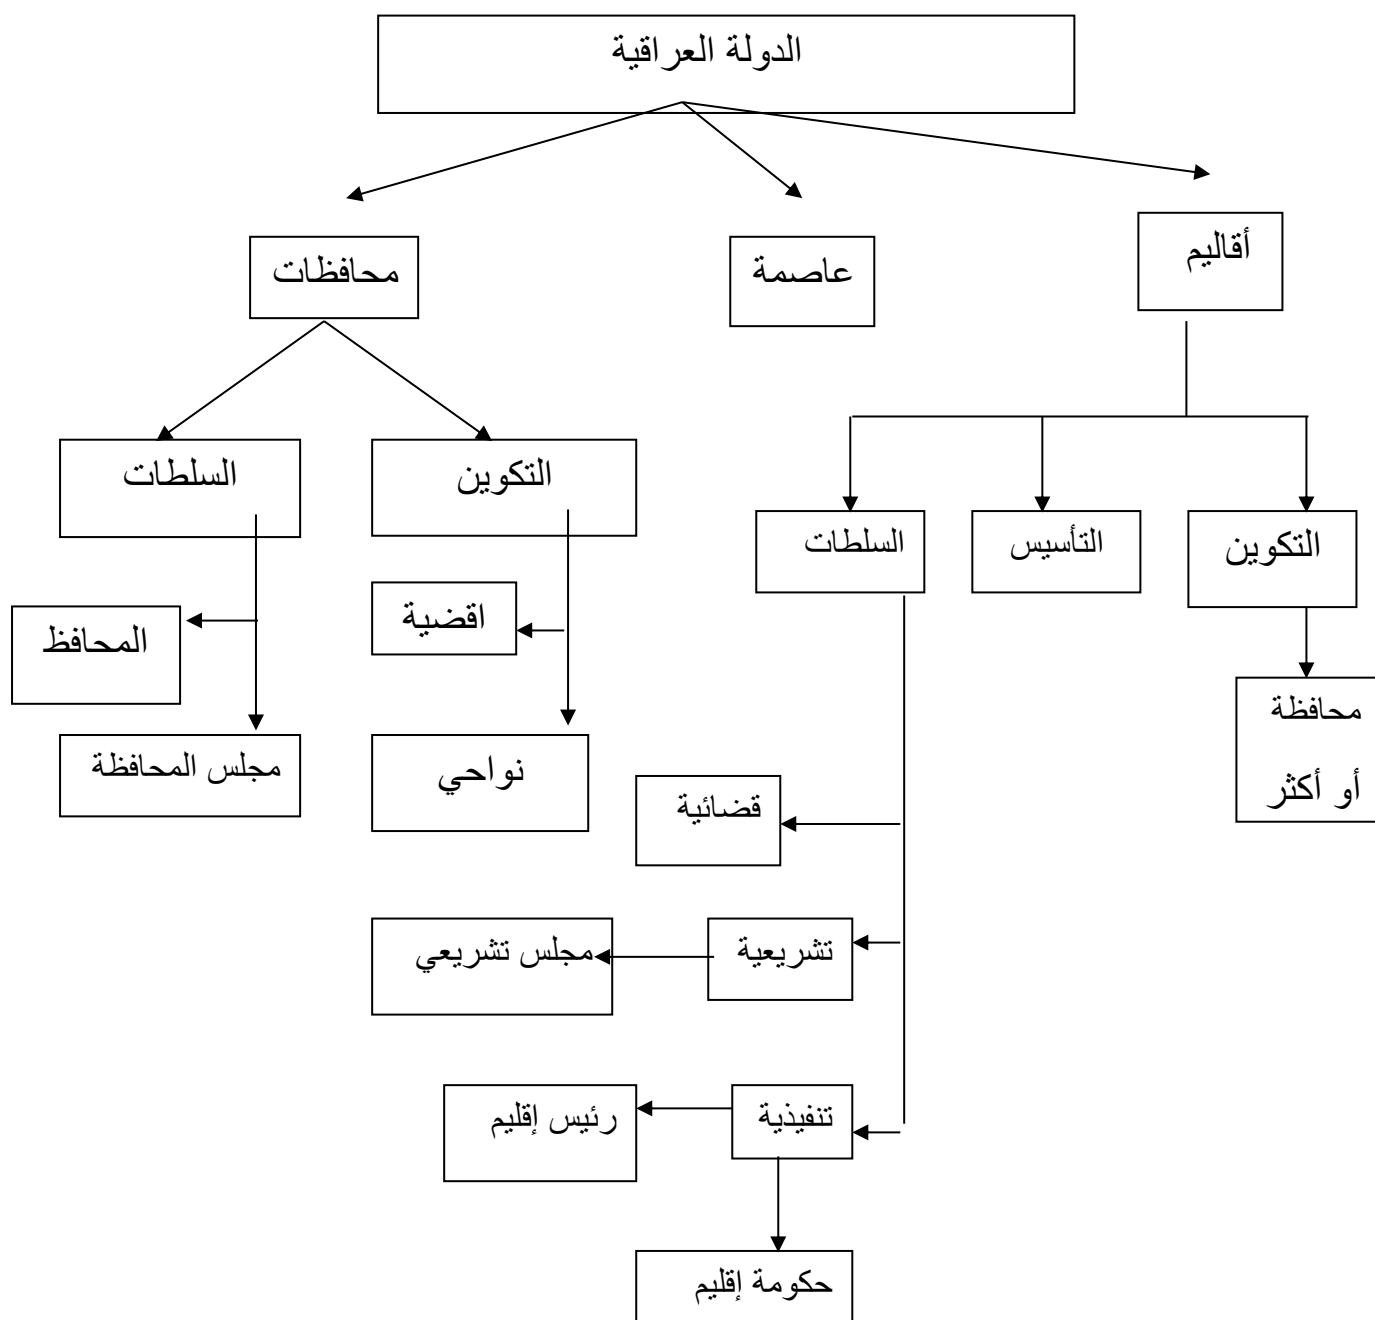 الدولة العراقية
أقاليم
عاصمة
محافظات
السلطات
التكوين
التكوين
التأسيس
السلطات
المحافظ
اقضية
محافظة
أو أكثر
مجلس المحافظة
نواحي
قضائية
تشريعية
مجلس تشريعي
تنفيذية
رئيس إقليم
حكومة إقليم